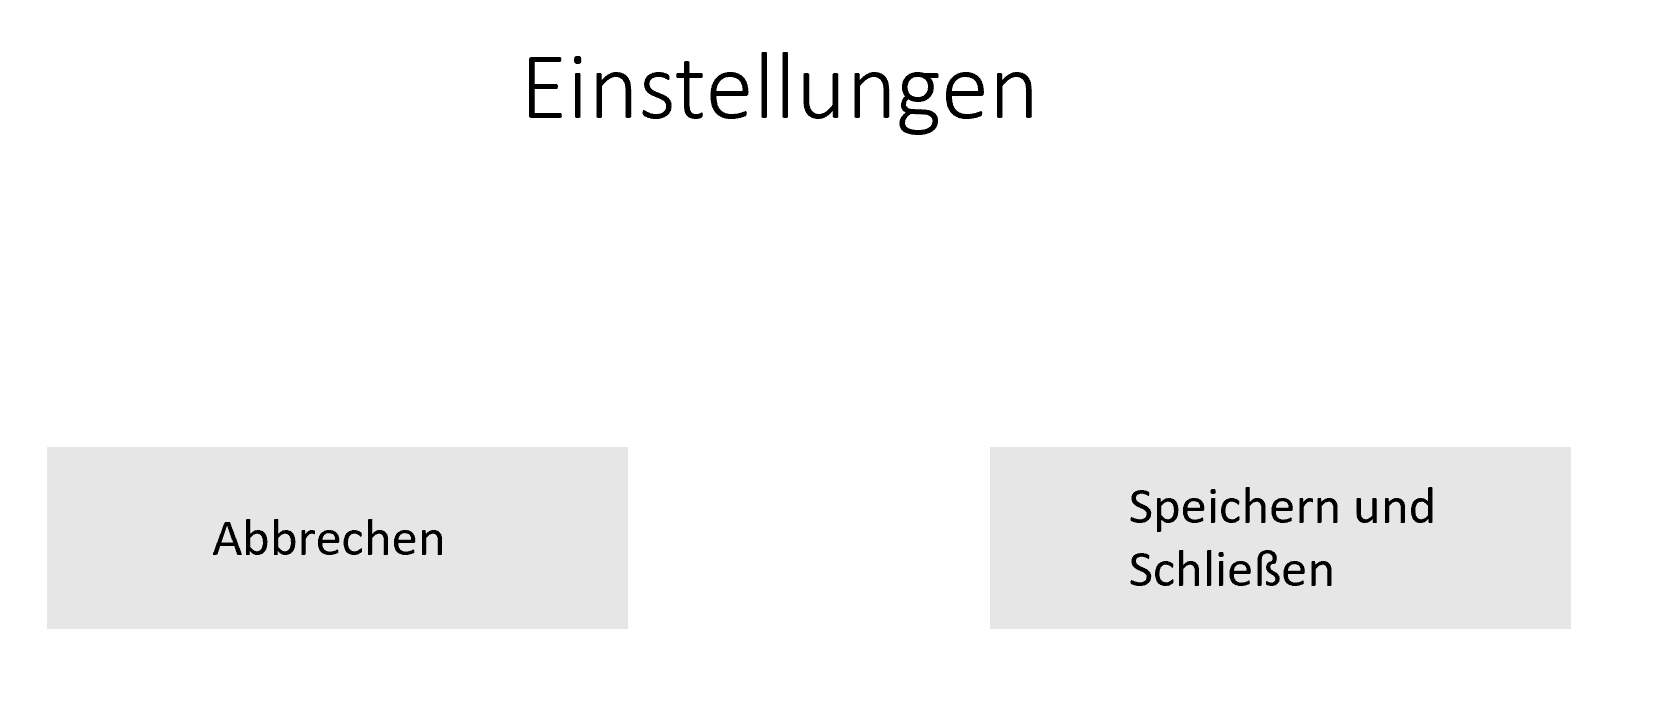 Einstellungen
Abbrechen
Speichern und
Schließen